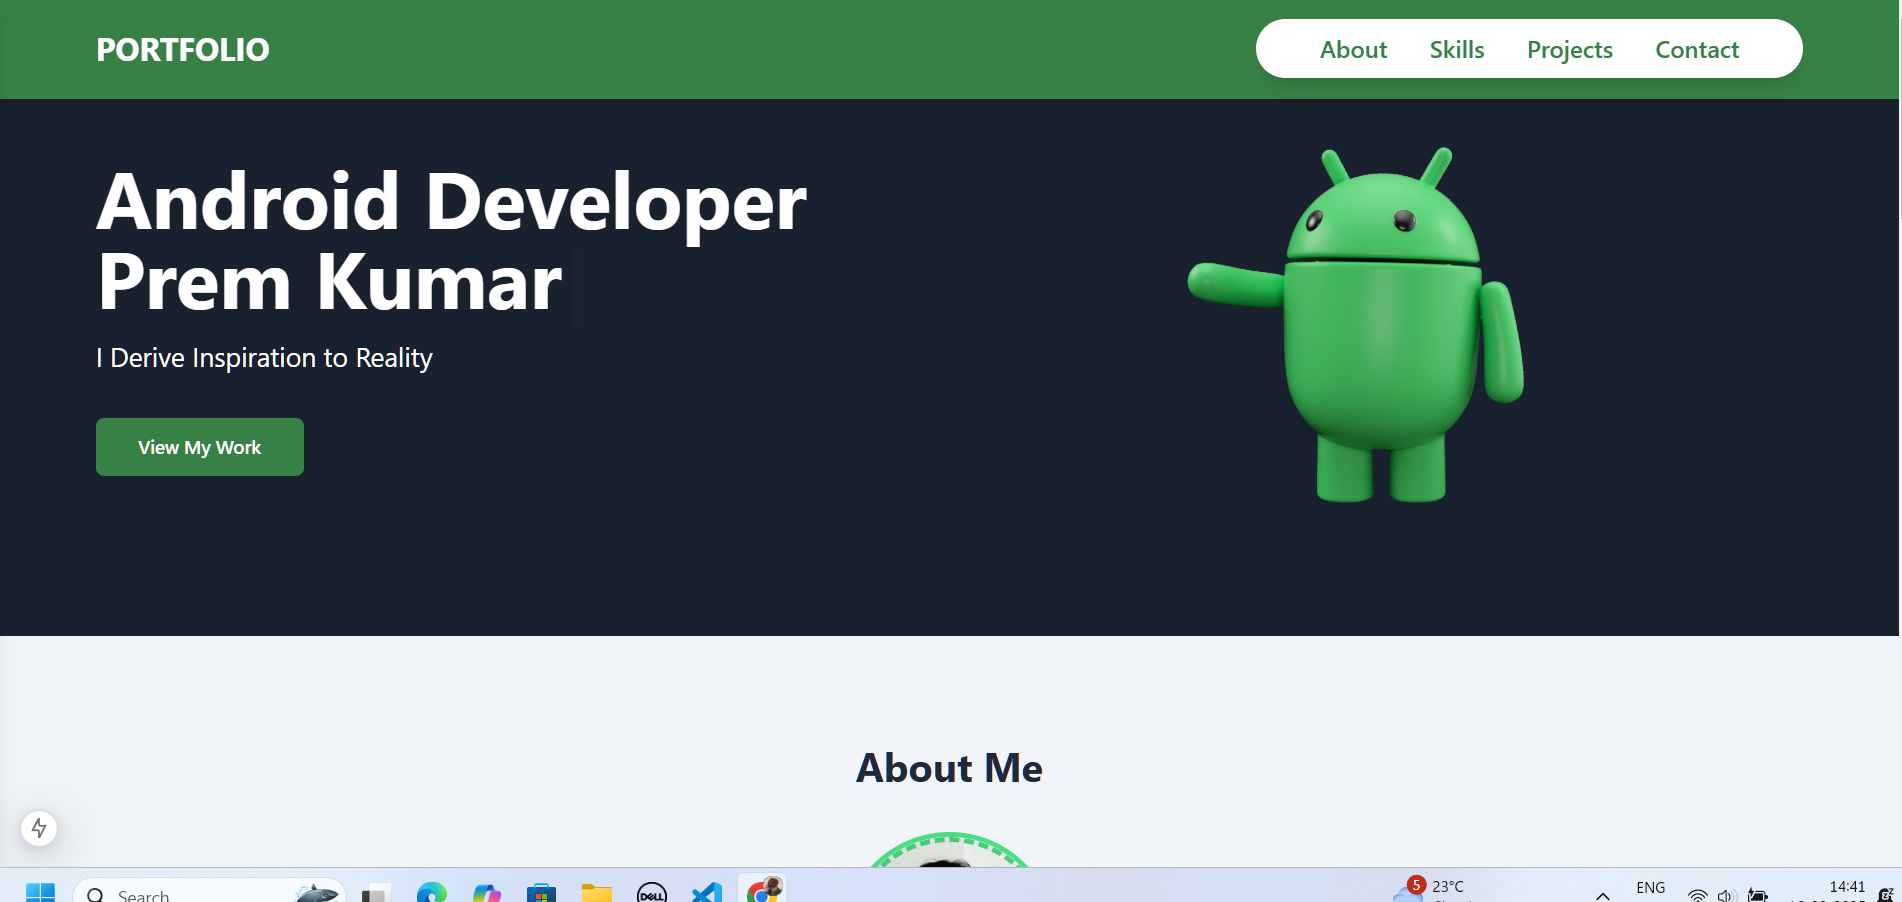 PORTFOLIO
About Skills Projects Contact
Android Developer
Prem Kumar
I Derive Inspiration to Reality
View My Work
About Me
Search
DELL
5
23°C
ENG
14:41